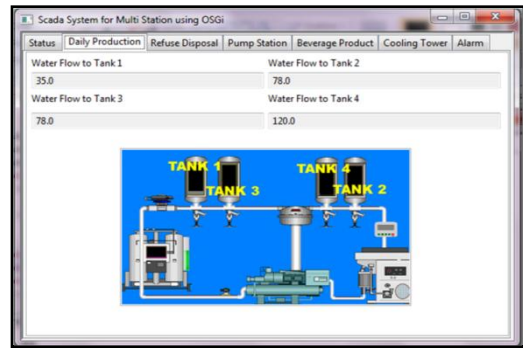 Scada System for Multi Station using OSGi
Status Daily Production Refuse Disposal Pump Station Beverage Product Cooling Tower Alarm
Water Flow to Tank 1 Water Flow to Tank 2
35.0 78.0
Water Flow to Tank 3 Water Flow to Tank 4
78.0 120.0
TANK 1 TANK 4
TANK 3 TANK 2